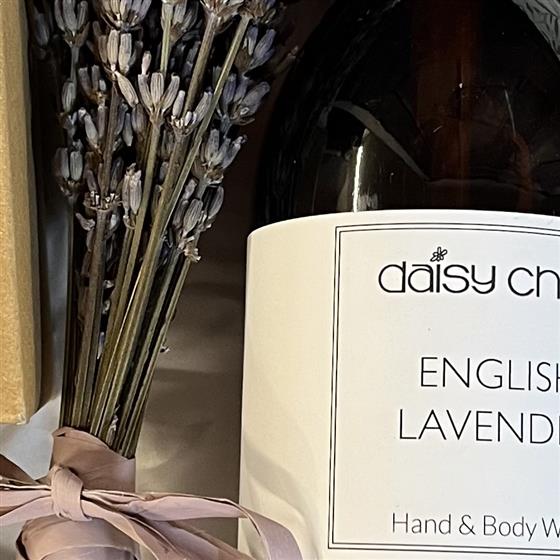 daisy ch
ENGLISH
LAVEND
Hand & Body W